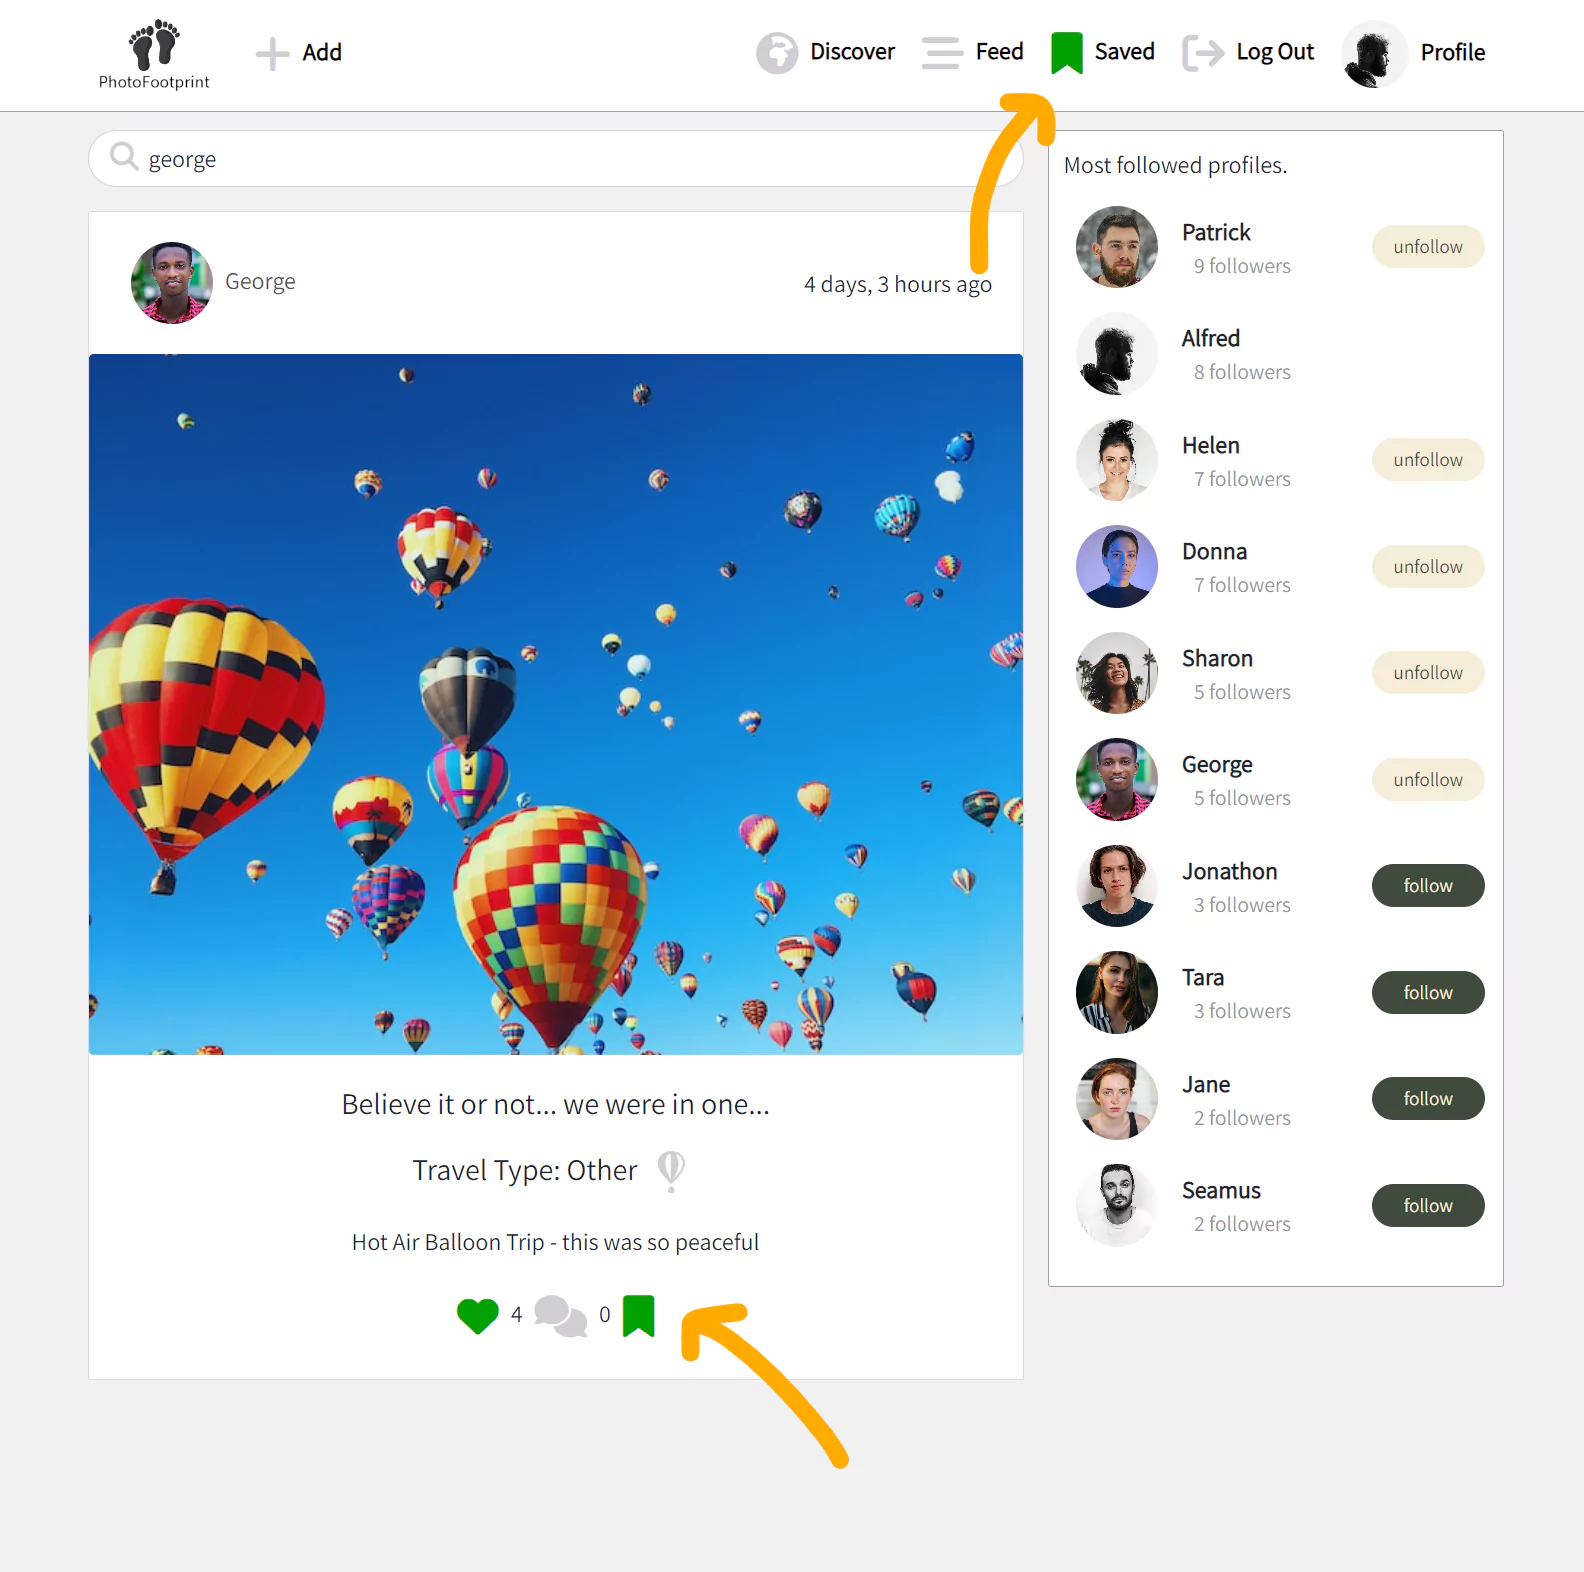 PhotoFootprint
Add
Discover
Feed
Saved
Log Out
Profile
george
George
4 days, 3 hours ago
Believe it or not... we were in one...
Travel Type: Other
Hot Air Balloon Trip - this was so peaceful
4
0
Most followed profiles.
Patrick
9 followers
unfollow
Alfred
8 followers
Helen
7 followers
unfollow
Donna
7 followers
unfollow
Sharon
5 followers
unfollow
George
5 followers
unfollow
Jonathon
3 followers
follow
Tara
3 followers
follow
Jane
2 followers
follow
Seamus
2 followers
follow